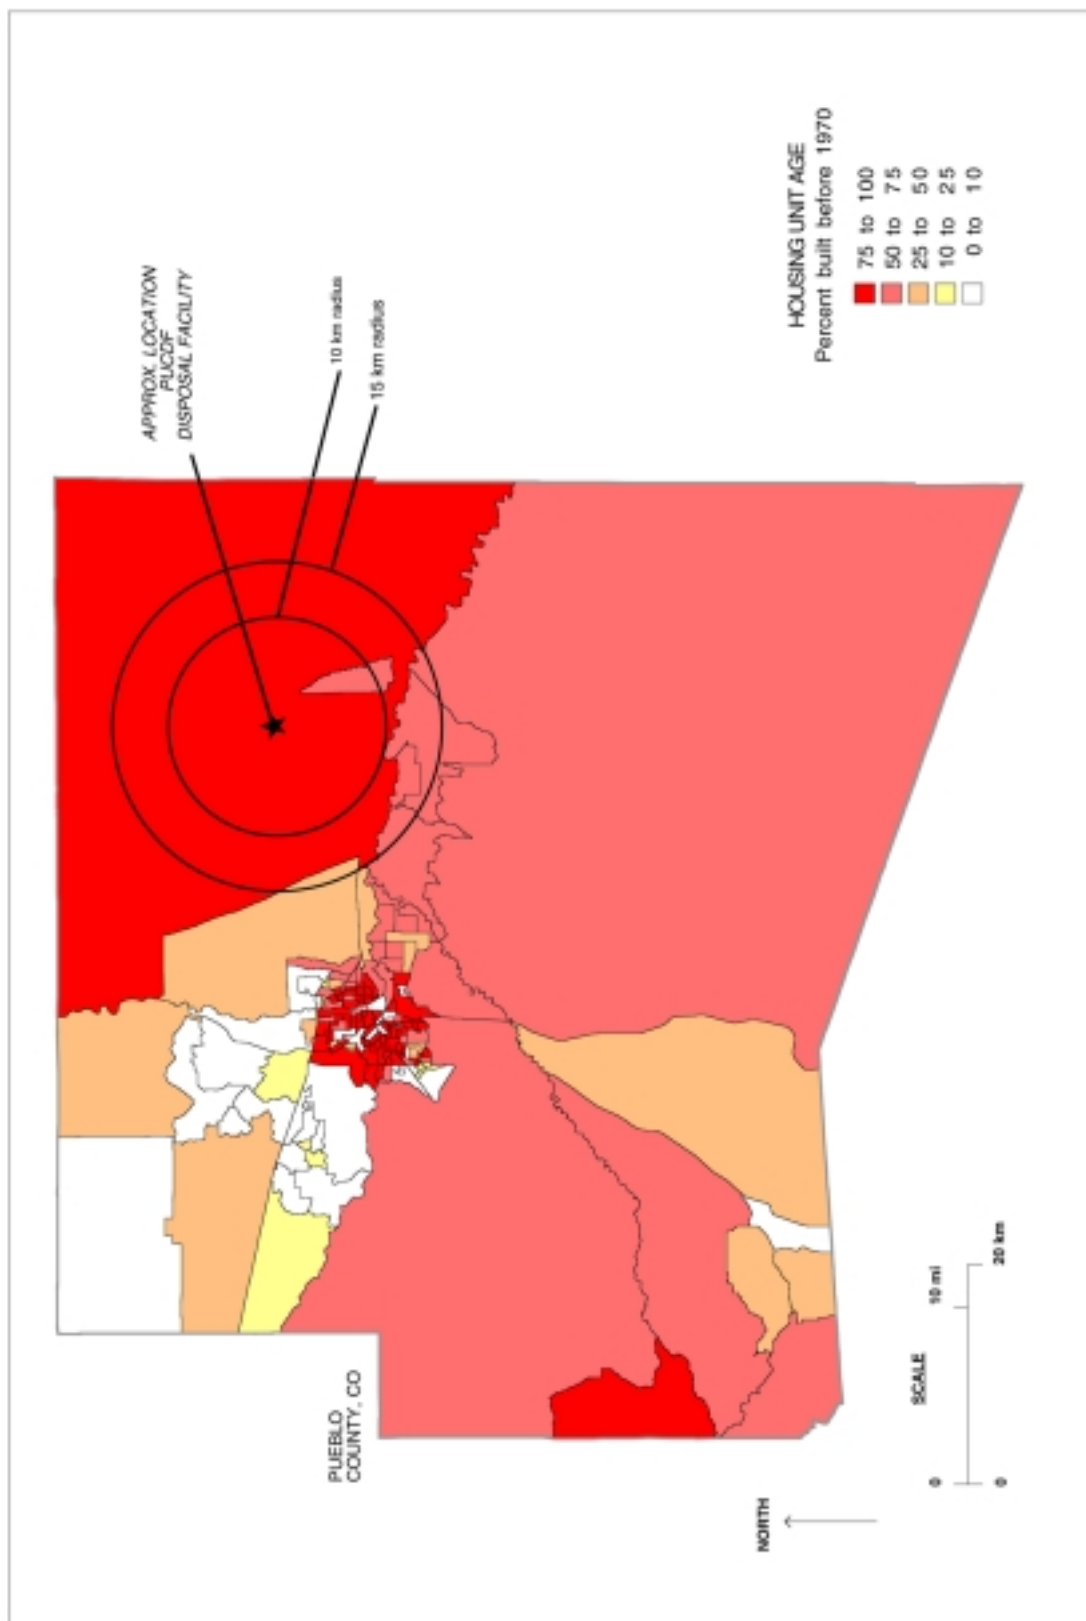 APPROX. LOCATION
PUCDF
DISPOSAL FACILITY
10 km radius
15 km radius
HOUSING UNIT AGE
Percent built before 1970
75 to 100
50 to 75
25 to 50
10 to 25
0 to 10
PUEBLO
COUNTY, CO
NORTH
SCALE
0 10 mi
0 20 km